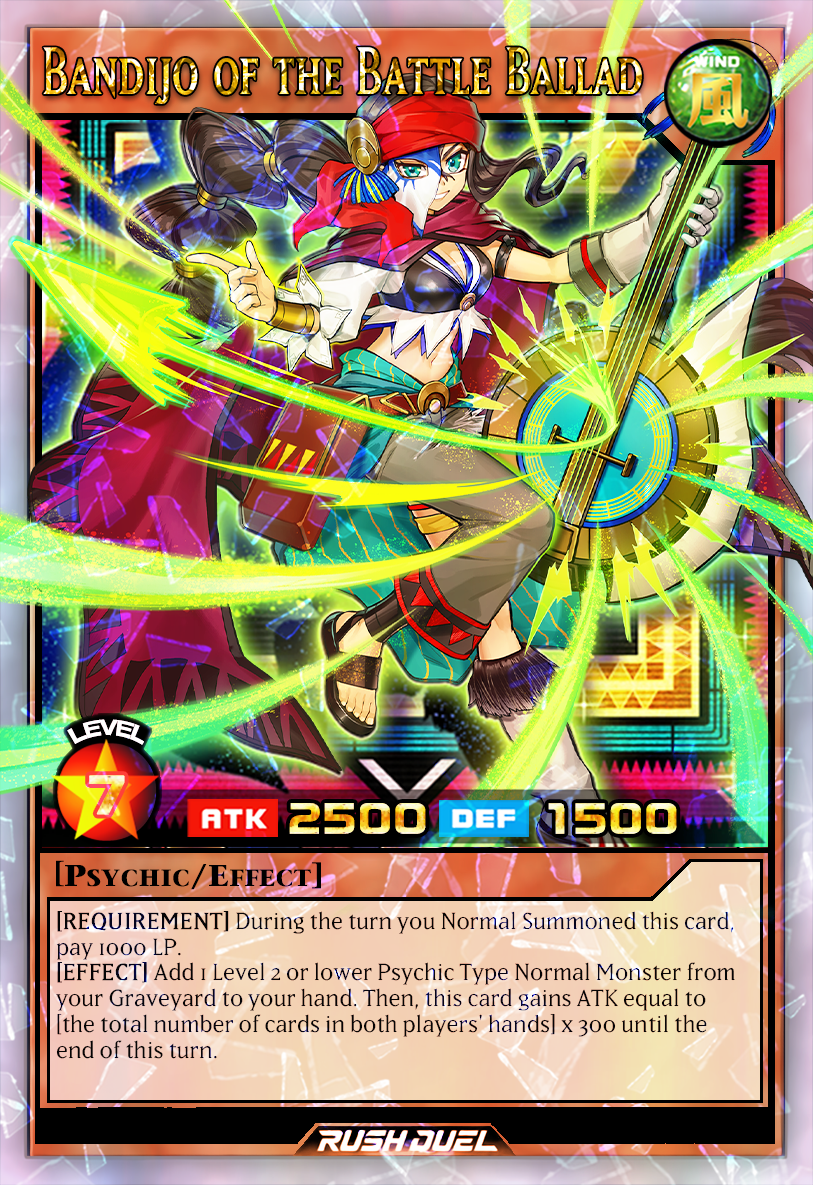 BANDIJO OF THE BATTLE BALLAD
WIND
風
LEVEL
7
ATK 2500 DEF 1500
[PSYCHIC/EFFECT]
[REQUIREMENT] During the turn you Normal Summoned this card, pay 1000 LP.
[EFFECT] Add 1 Level 2 or lower Psychic Type Normal Monster from
your Graveyard to your hand. Then, this card gains ATK equal to
[the total number of cards in both players' hands] x 300 until the
end of this turn.
RUSH DUEL